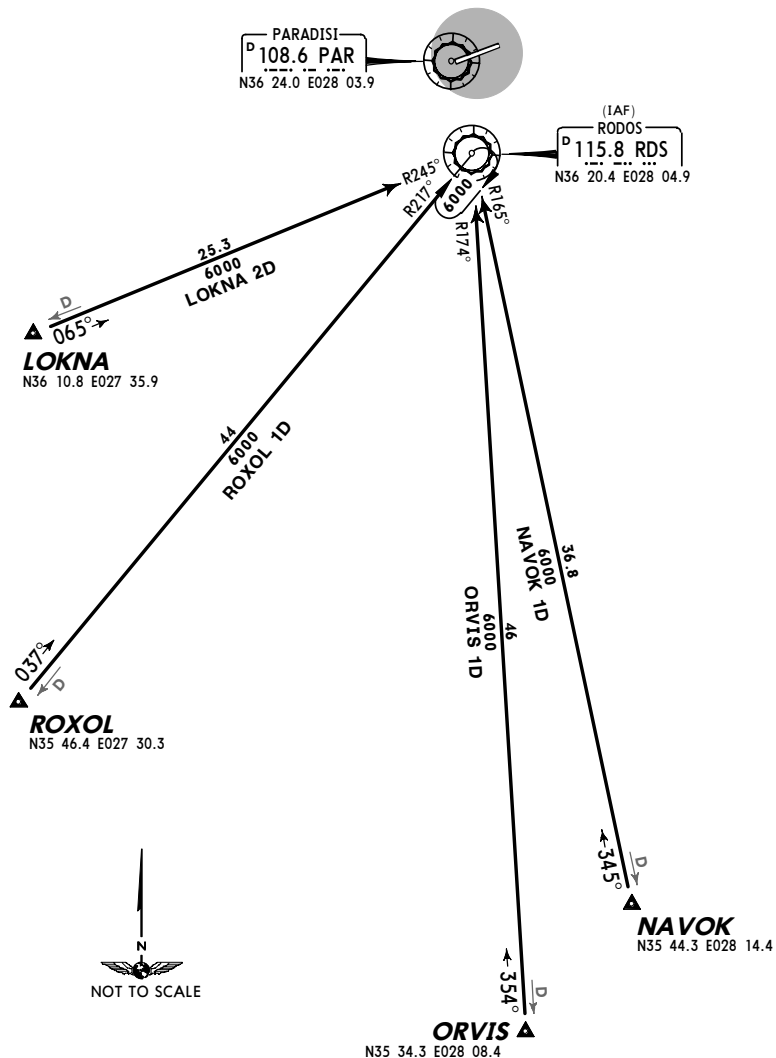 PARADISI
D 108.6 PAR
N36 24.0 E028 03.9
(IAF)
RODOS
D 115.8 RDS
N36 20.4 E028 04.9
R245°
R217°
6000
R165°
R174°
25.3
6000
LOKNA 2D
D
065°
LOKNA
N36 10.8 E027 35.9
44
6000
ROXOL 1D
037°
D
ROXOL
N35 46.4 E027 30.3
36.8
6000
NAVOK 1D
46
6000
ORVIS 1D
345°
D
NAVOK
N35 44.3 E028 14.4
354°
D
ORVIS
N35 34.3 E028 08.4
N
NOT TO SCALE